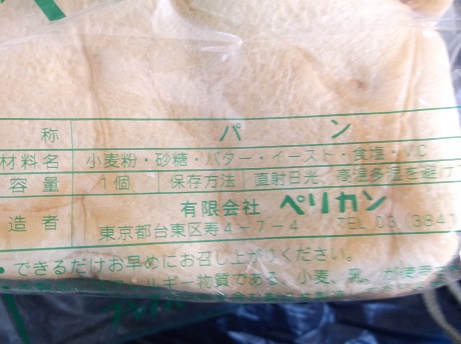 称 パン
材料名 小麦粉・砂糖・バター・イースト・食塩・VC
容量 1個 保存方法 直射日光、高温多湿を避け
造者 有限会社 ペリカン
東京都台東区寿4-7-4 TEL 03 3841
・できるだけお早めにお召し上がりください。
ルギー物質である、小麦、乳、が